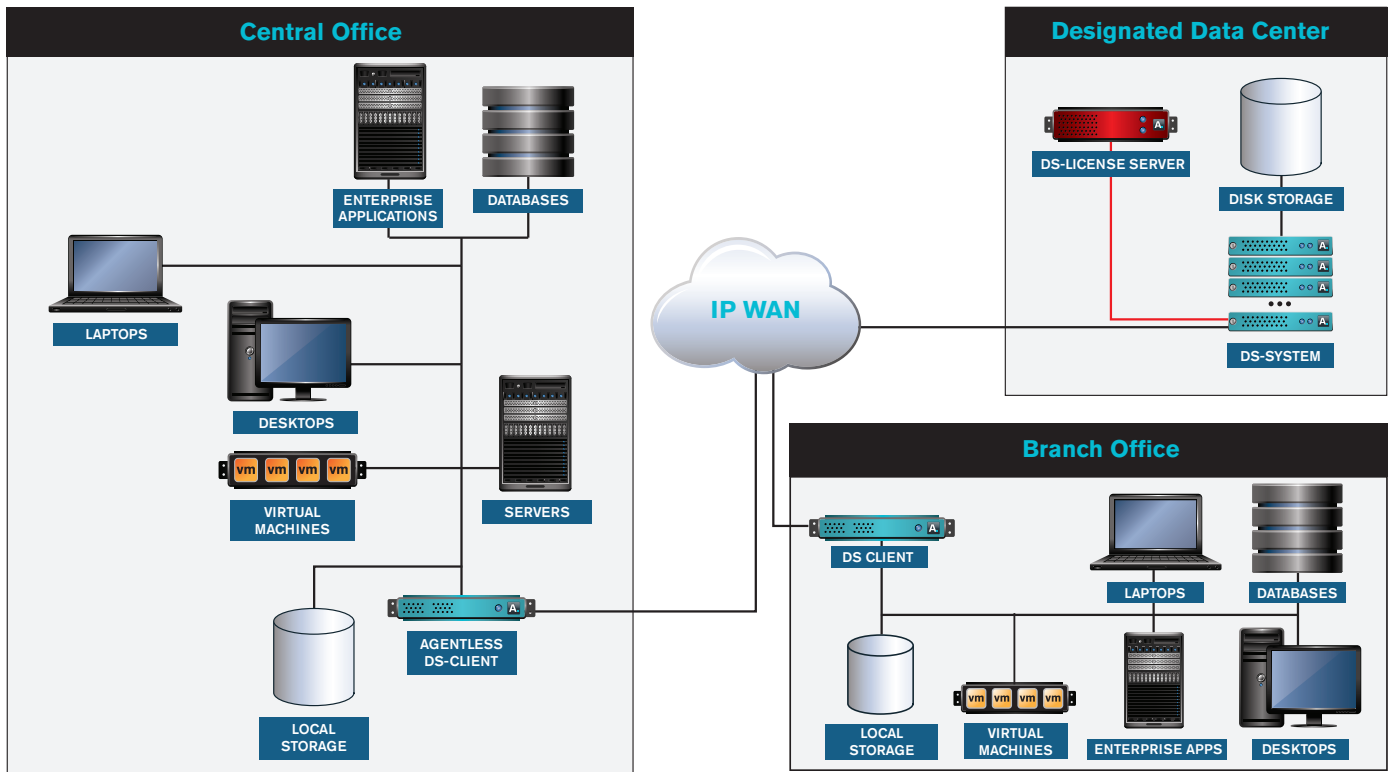 Central Office
ENTERPRISE
APPLICATIONS
DATABASES
LAPTOPS
DESKTOPS
vm vm vm vm
VIRTUAL
MACHINES
SERVERS
AGENTLESS
DS-CLIENT
LOCAL
STORAGE
IP WAN
Designated Data Center
DS-LICENSE SERVER
DISK STORAGE
DS-SYSTEM
Branch Office
DS CLIENT
LAPTOPS
DATABASES
LOCAL
STORAGE
vm vm vm vm
VIRTUAL
MACHINES
ENTERPRISE APPS
DESKTOPS